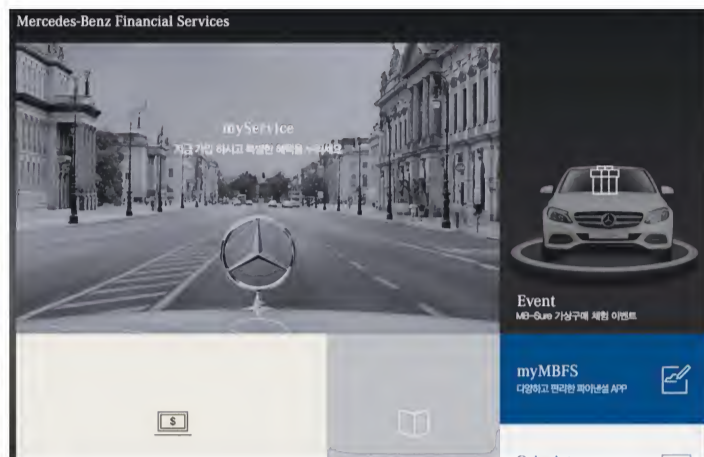 Mercedes-Benz Financial Services
myService
지금 가입 하시고 특별한 혜택을 누리세요
Event
MB-Sure 가상구매 체험 이벤트
myMBFS
다양하고 편리한 파이낸셜 APP
$